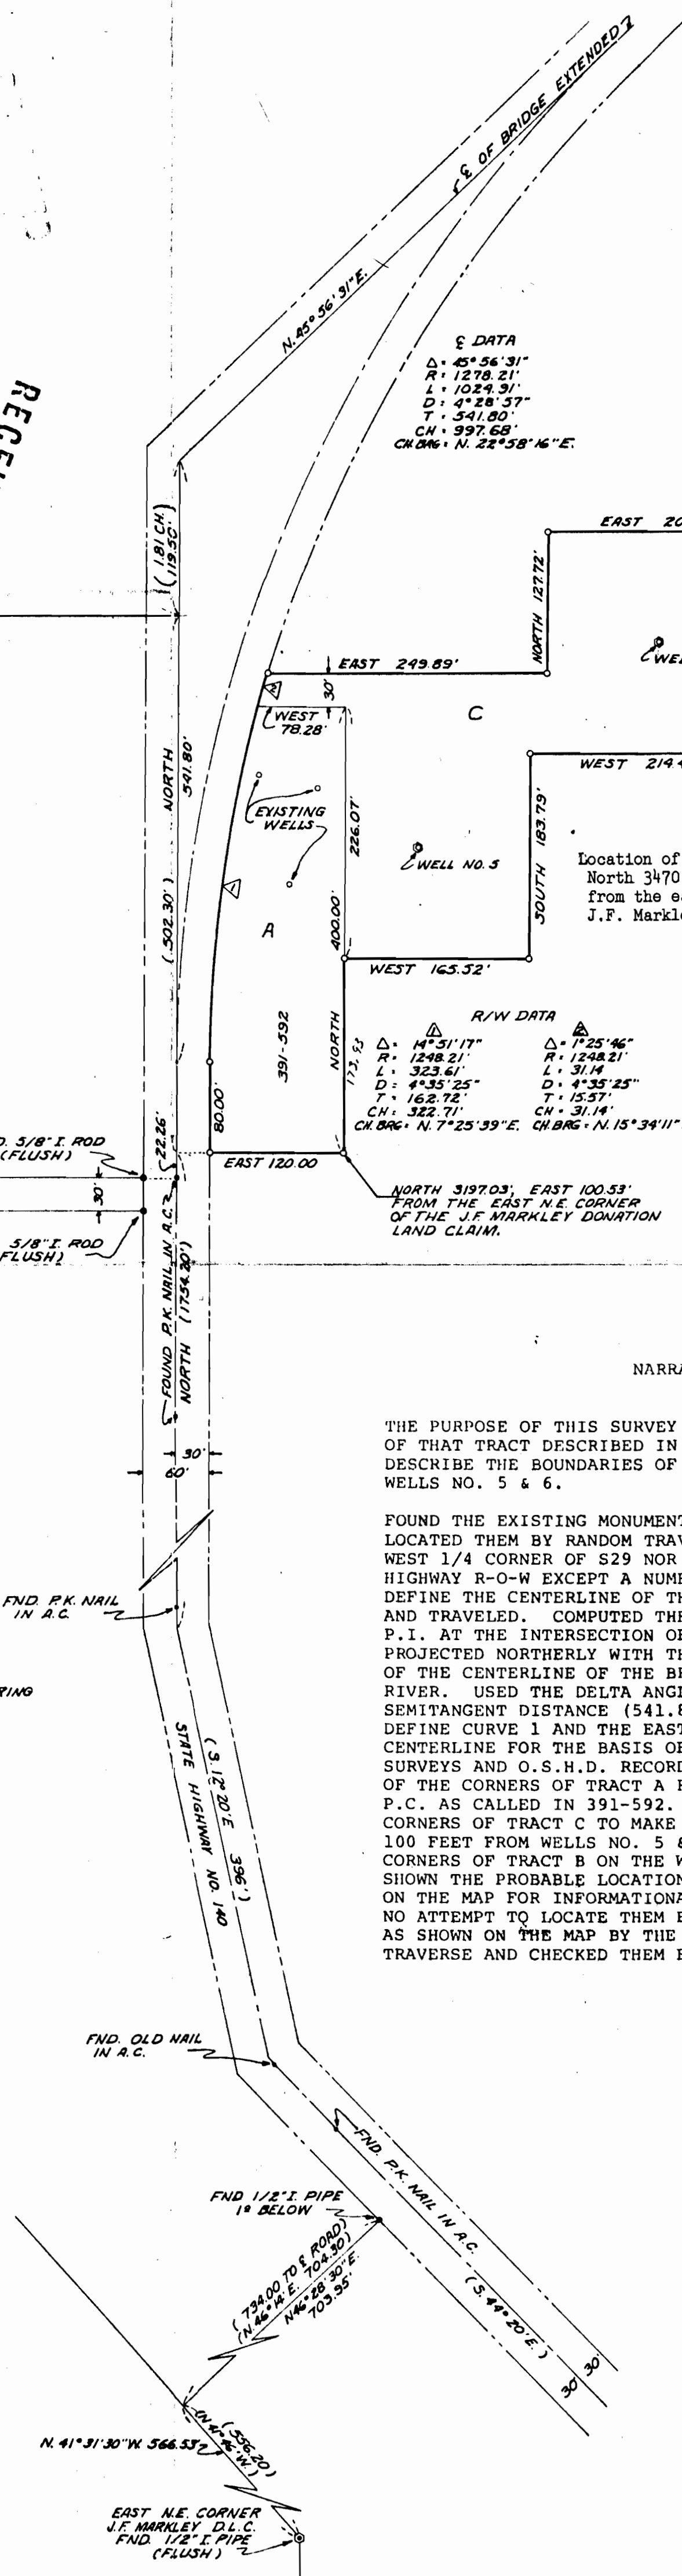 ℄ OF BRIDGE EXTENDED
N. 45° 56' 31" E.
℄ DATA
Δ = 45° 56' 31"
R = 1278.21'
L = 1024.91'
D = 4° 28' 57"
T = 541.80'
CH = 997.68'
CH. BRG = N. 22° 58' 16" E.
(1.81 CH.)
(119.50')
EAST 20
NORTH 127.72'
EAST 249.89'
30'
2
WEST
78.28'
C
WEST 214.4
NORTH
541.80'
(502.30')
EXISTING
WELLS
226.07'
WELL NO. 5
SOUTH 183.79'
Location of
North 3470
from the ea
J.F. Markle
1
A
400.00'
NORTH
WEST 165.52'
391-592
173.93
R/W DATA
1
Δ = 14° 51' 17"
R = 1248.21'
L = 323.61'
D = 4° 35' 25"
T = 162.72'
CH = 322.71'
CH. BRG = N. 7° 25' 39" E.
2
Δ = 1° 25' 46"
R = 1248.21'
L = 31.14
D = 4° 35' 25"
T = 15.57'
CH = 31.14'
CH. BRG = N. 15° 34' 11"
80.00'
22.26'
D. 5/8" I. ROD
(FLUSH)
30'
EAST 120.00
5/8" I. ROD
FLUSH)
NORTH 3197.03', EAST 100.53'
FROM THE EAST N.E. CORNER
OF THE J.F. MARKLEY DONATION
LAND CLAIM.
FOUND P.K. NAIL IN A.C.
NORTH (1754.20')
NARRA
THE PURPOSE OF THIS SURVEY
OF THAT TRACT DESCRIBED IN
DESCRIBE THE BOUNDARIES OF
WELLS NO. 5 & 6.
30'
60'
FOUND THE EXISTING MONUMENT
LOCATED THEM BY RANDOM TRAV
WEST 1/4 CORNER OF S29 NOR
HIGHWAY R-O-W EXCEPT A NUME
DEFINE THE CENTERLINE OF TH
AND TRAVELED. COMPUTED THE
P.I. AT THE INTERSECTION OF
PROJECTED NORTHERLY WITH TH
OF THE CENTERLINE OF THE BR
RIVER. USED THE DELTA ANGL
SEMITANGENT DISTANCE (541.8
DEFINE CURVE 1 AND THE EAST
CENTERLINE FOR THE BASIS OF
SURVEYS AND O.S.H.D. RECORD
OF THE CORNERS OF TRACT A F
P.C. AS CALLED IN 391-592.
CORNERS OF TRACT C TO MAKE
100 FEET FROM WELLS NO. 5 &
CORNERS OF TRACT B ON THE W
SHOWN THE PROBABLE LOCATION
ON THE MAP FOR INFORMATIONA
NO ATTEMPT TO LOCATE THEM E
AS SHOWN ON THE MAP BY THE
TRAVERSE AND CHECKED THEM B
FND. P.K. NAIL
IN A.C.
RING
STATE HIGHWAY NO. 140
(S. 12° 20' E 396')
FND. OLD NAIL
IN A.C.
FND. P.K. NAIL IN A.C.
FND 1/2" I. PIPE
1° BELOW
(734.00 TO ℄ ROAD)
(N. 46° 14' E. 704.30)
N46° 28' 30" E.
703.95'
(S. 44° 20' E.)
30' 30'
(556.20)
(N 41° 46' W.)
N. 41° 31' 30" W. 566.53'
EAST N.E. CORNER
J.F. MARKLEY D.L.C.
FND. 1/2" I. PIPE
(FLUSH)